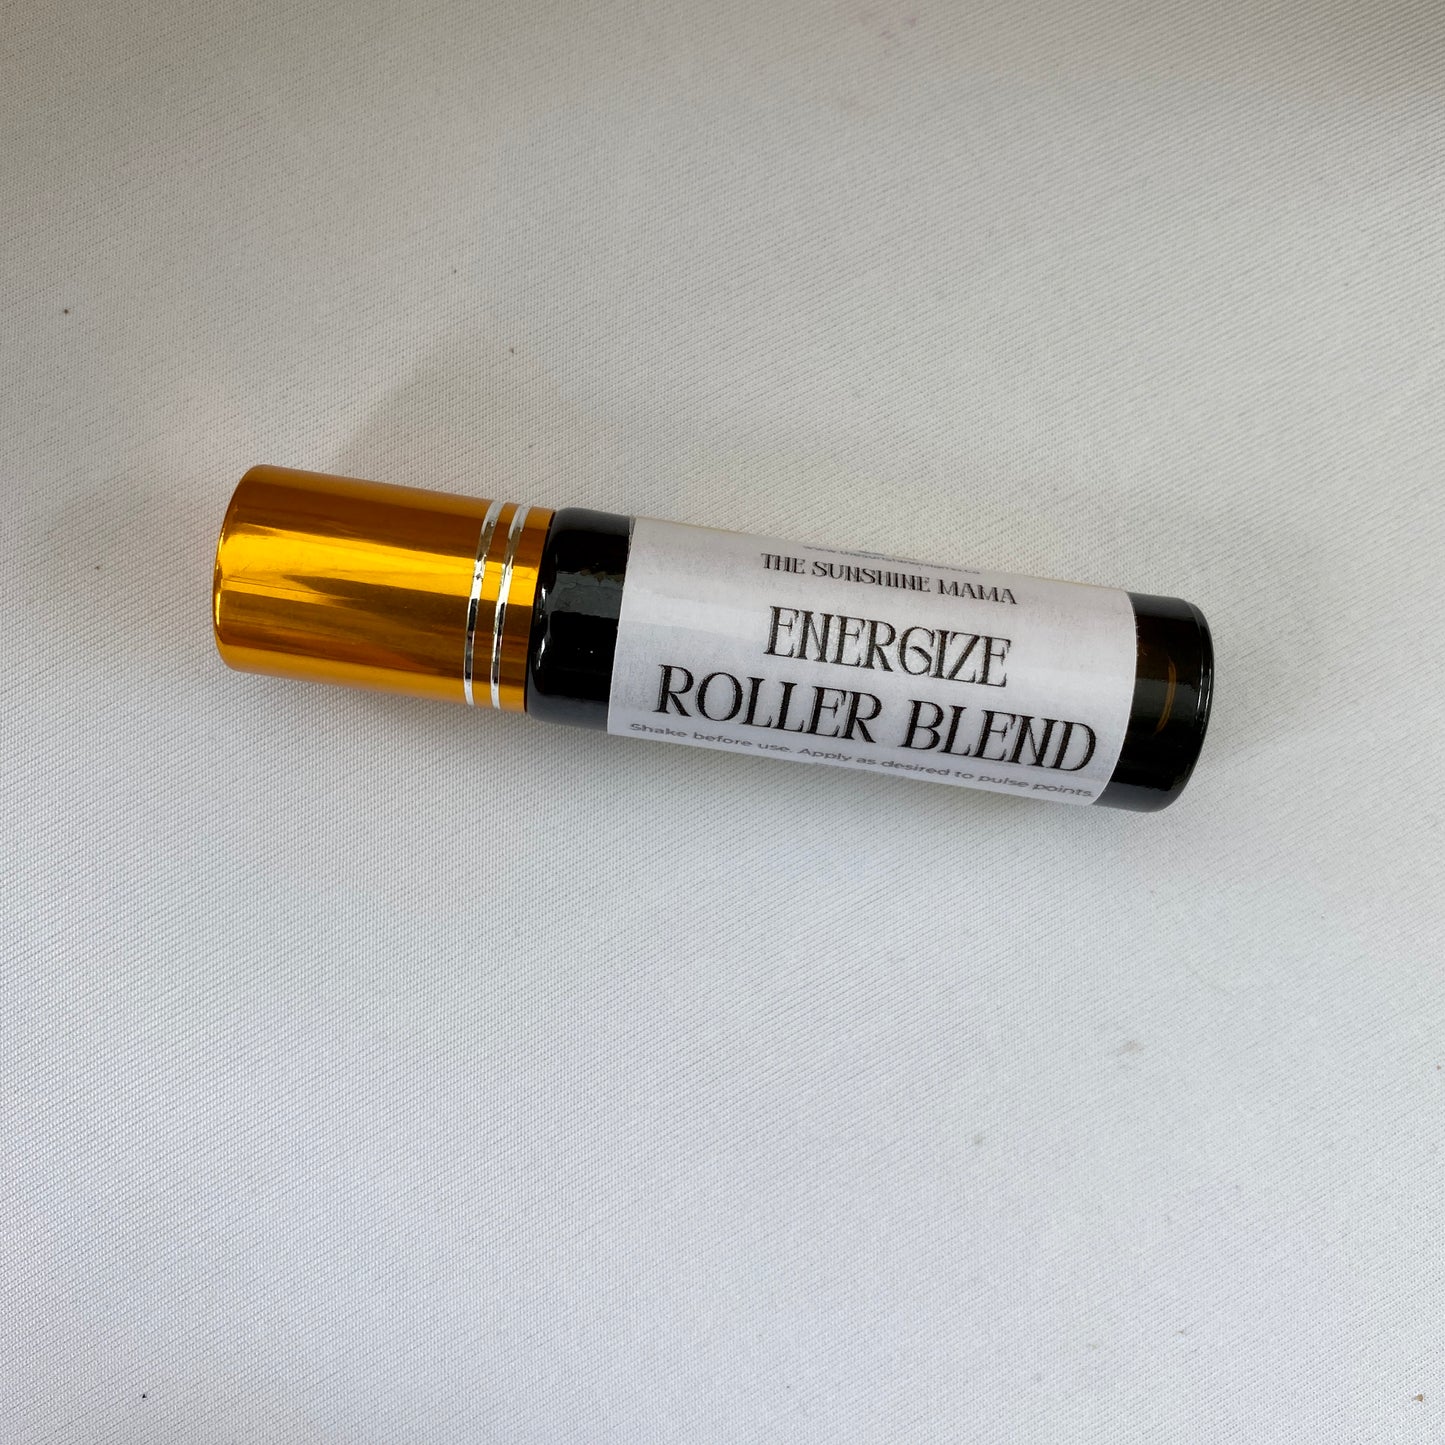 THE SUNSHINE MAMA
ENERGIZE
ROLLER BLEND
Shake before use. Apply as desired to pulse points.